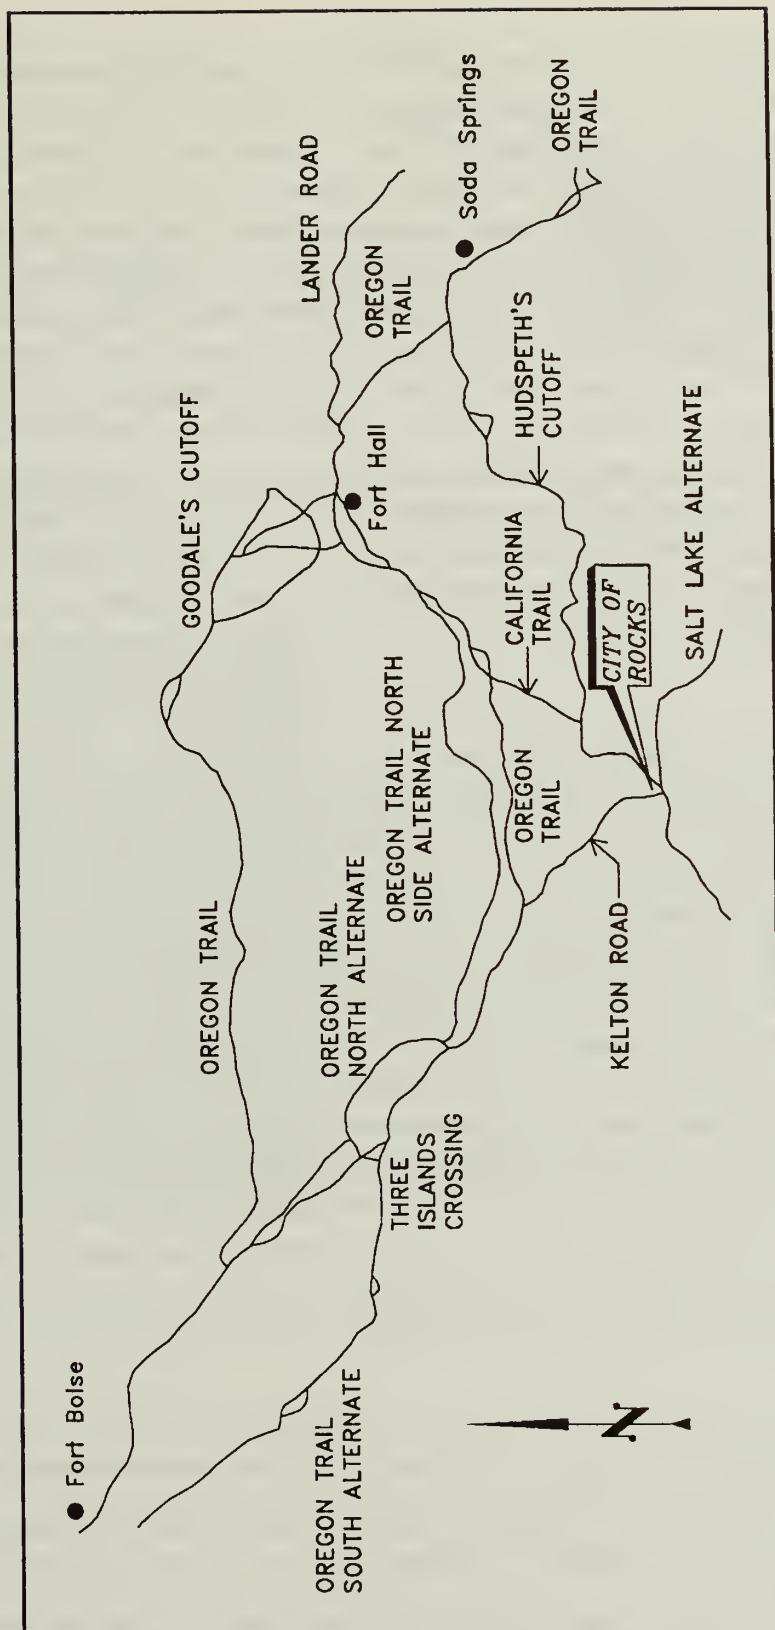 Fort Boise
OREGON TRAIL
SOUTH ALTERNATE
THREE
ISLANDS
CROSSING
OREGON TRAIL
OREGON TRAIL
NORTH ALTERNATE
OREGON TRAIL NORTH
SIDE ALTERNATE
KELTON ROAD
OREGON
TRAIL
GOODALE'S CUTOFF
Fort Hall
CALIFORNIA
TRAIL
CITY OF
ROCKS
SALT LAKE ALTERNATE
HUDSPETH'S
CUTOFF
LANDER ROAD
OREGON
TRAIL
Soda Springs
OREGON
TRAIL
N